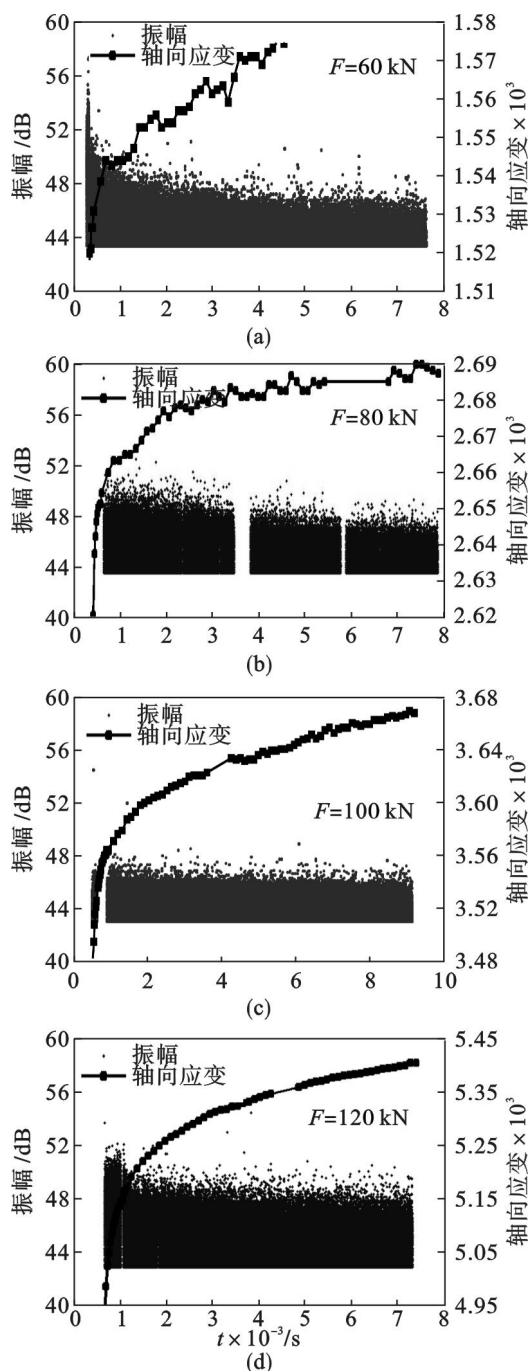 60
56
52
48
44
40
振幅 /dB
振幅
轴向应变
F=60 kN
1.58
1.57
1.56
1.55
1.54
1.53
1.52
1.51
轴向应变×10³
0 1 2 3 4 5 6 7 8
(a)
60
56
52
48
44
40
振幅 /dB
振幅
轴向应变
F=80 kN
2.69
2.68
2.67
2.66
2.65
2.64
2.63
2.62
轴向应变×10³
0 1 2 3 4 5 6 7 8
(b)
60
56
52
48
44
40
振幅 /dB
振幅
轴向应变
F=100 kN
3.68
3.64
3.60
3.56
3.52
3.48
轴向应变×10³
0 2 4 6 8 10
(c)
60
56
52
48
44
40
振幅 /dB
振幅
轴向应变
F=120 kN
5.45
5.35
5.25
5.15
5.05
4.95
轴向应变×10³
0 1 2 3 4 5 6 7 8
t×10⁻³/s
(d)